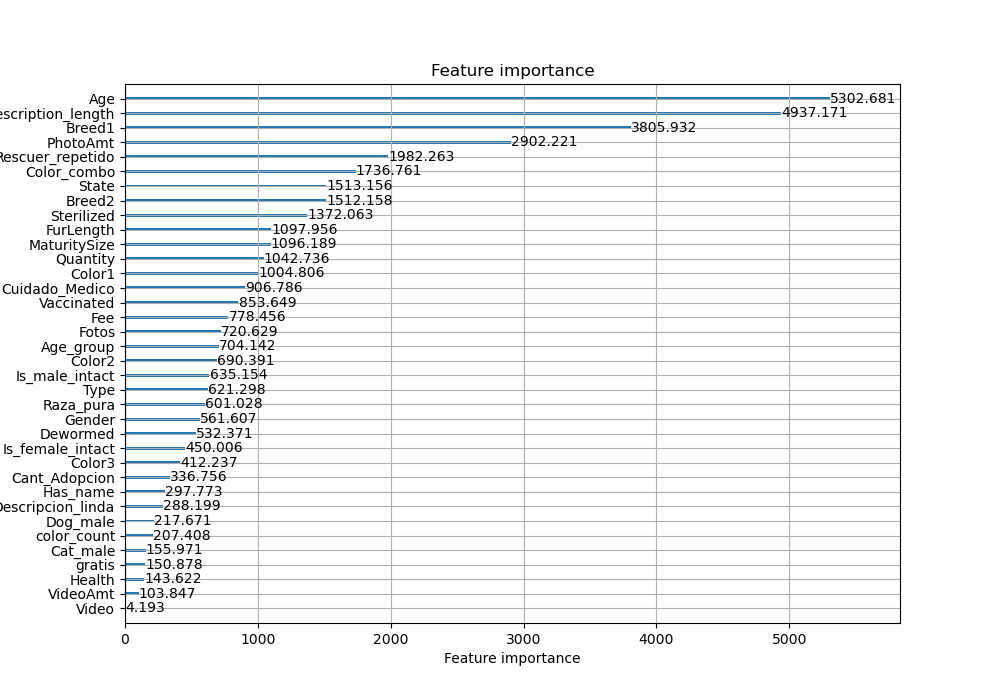 Feature importance
Age 5302.681
escription_length 4937.171
Breed1 3805.932
PhotoAmt 2902.221
Rescuer_repetido 1982.263
Color_combo 1736.761
State 1513.156
Breed2 1512.158
Sterilized 1372.063
FurLength 1097.956
MaturitySize 1096.189
Quantity 1042.736
Color1 1004.806
Cuidado_Medico 906.786
Vaccinated 853.649
Fee 778.456
Fotos 720.629
Age_group 704.142
Color2 690.391
Is_male_intact 635.154
Type 621.298
Raza_pura 601.028
Gender 561.607
Dewormed 532.371
Is_female_intact 450.006
Color3 412.237
Cant_Adopcion 336.756
Has_name 297.773
Descripcion_linda 288.199
Dog_male 217.671
color_count 207.408
Cat_male 155.971
gratis 150.878
Health 143.622
VideoAmt 103.847
Video 4.193
0 1000 2000 3000 4000 5000
Feature importance